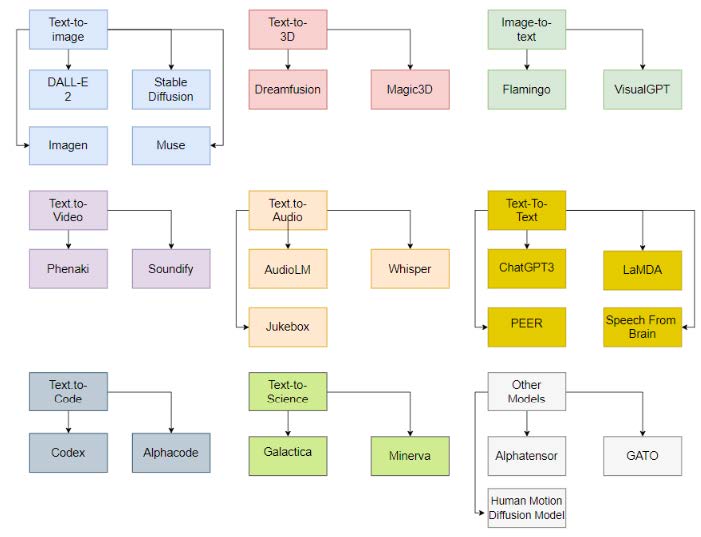 Text-to-
image
DALL-E
2
Stable
Diffusion
Imagen
Muse
Text-to-
3D
Dreamfusion
Magic3D
Image-to-
text
Flamingo
VisualGPT
Text.to-
Video
Phenaki
Soundify
Text.to-
Audio
AudioLM
Whisper
Jukebox
Text-To-
Text
ChatGPT3
LaMDA
PEER
Speech From
Brain
Text.to-
Code
Codex
Alphacode
Text-to-
Science
Galactica
Minerva
Other
Models
Alphatensor
GATO
Human Motion
Diffusion Model